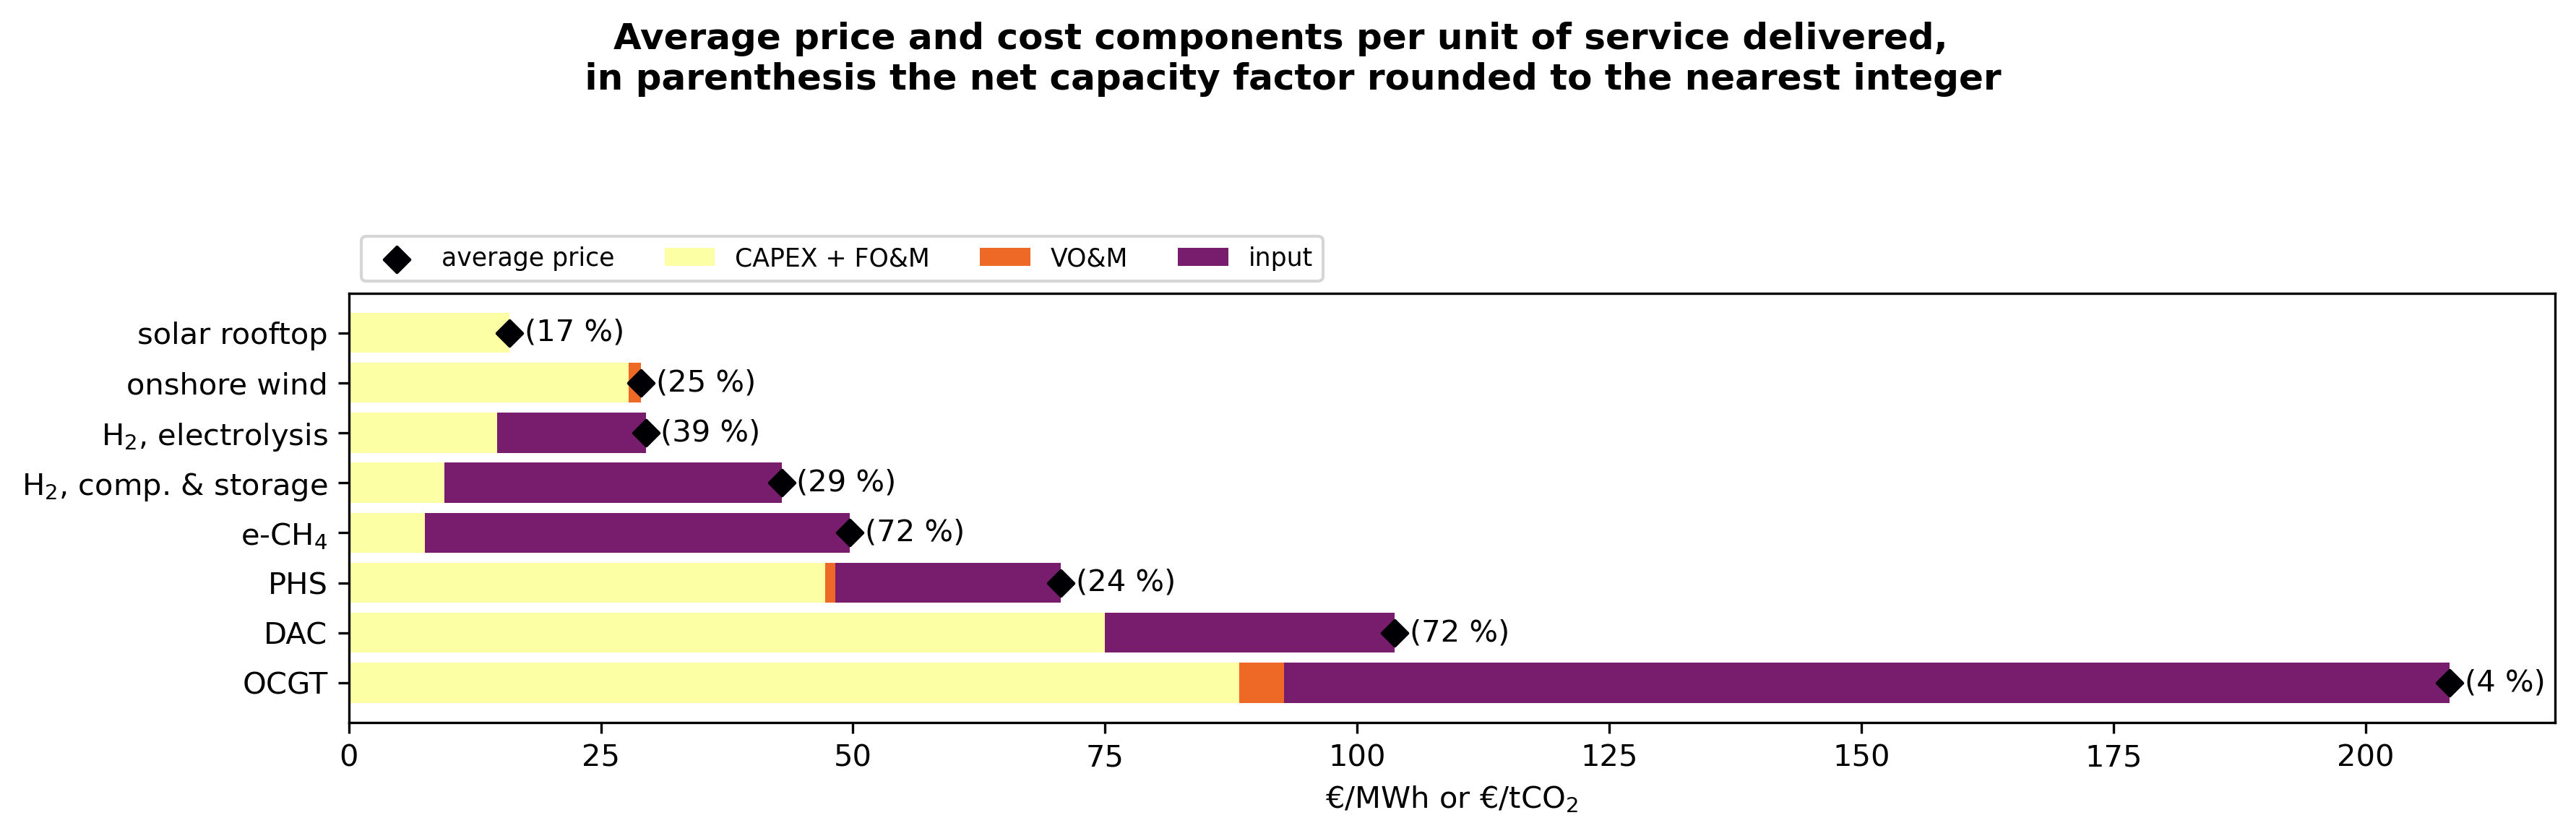 Average price and cost components per unit of service delivered,
in parenthesis the net capacity factor rounded to the nearest integer
average price CAPEX + FO&M VO&M input
solar rooftop (17 %)
onshore wind (25 %)
H₂, electrolysis (39 %)
H₂, comp. & storage (29 %)
e-CH₄ (72 %)
PHS (24 %)
DAC (72 %)
OCGT (4 %)
0 25 50 75 100 125 150 175 200
€/MWh or €/tCO₂